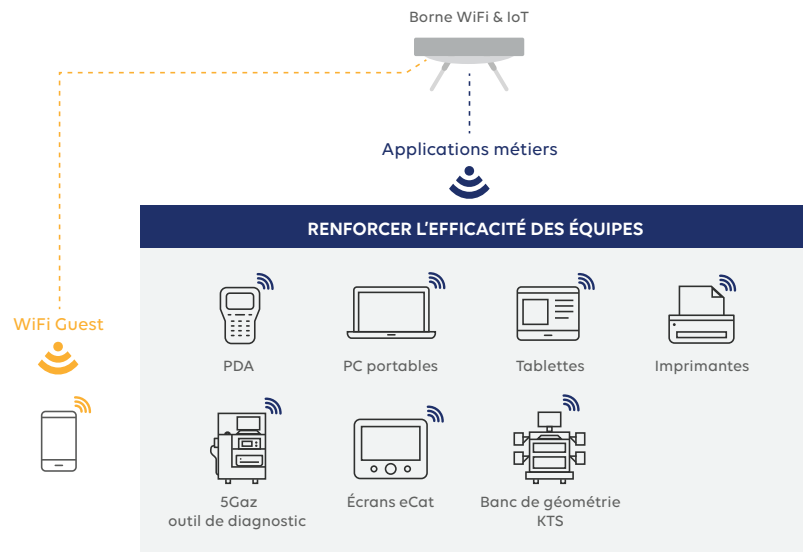 Borne WiFi & IoT
Applications métiers
RENFORCER L'EFFICACITÉ DES ÉQUIPES
WiFi Guest
PDA
PC portables
Tablettes
Imprimantes
5Gaz
outil de diagnostic
Écrans eCat
Banc de géométrie
KTS